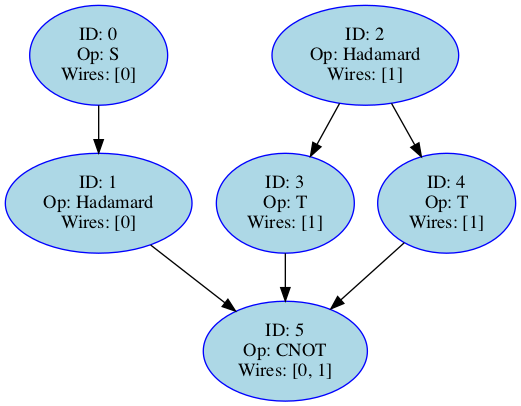 ID: 0
Op: S
Wires: [0]
ID: 2
Op: Hadamard
Wires: [1]
ID: 1
Op: Hadamard
Wires: [0]
ID: 3
Op: T
Wires: [1]
ID: 4
Op: T
Wires: [1]
ID: 5
Op: CNOT
Wires: [0, 1]